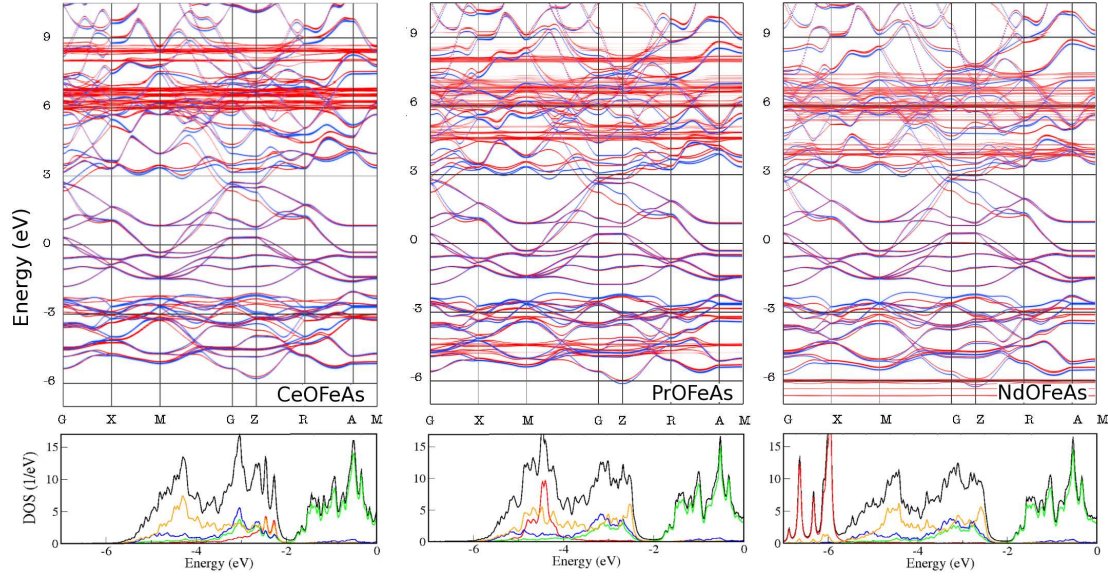 9 9 9
6 6 6
3 3 3
0 0 0
-3 -3 -3
-6 -6 -6
Energy (eV)
CeOFeAs PrOFeAs NdOFeAs
G X M G Z R A M G X M G Z R A M G X M G Z R A M
15 15 15
10 10 10
5 5 5
0 0 0
DOS (1/eV)
-6 -4 -2 0 -6 -4 -2 0 -6 -4 -2 0
Energy (eV) Energy (eV) Energy (eV)